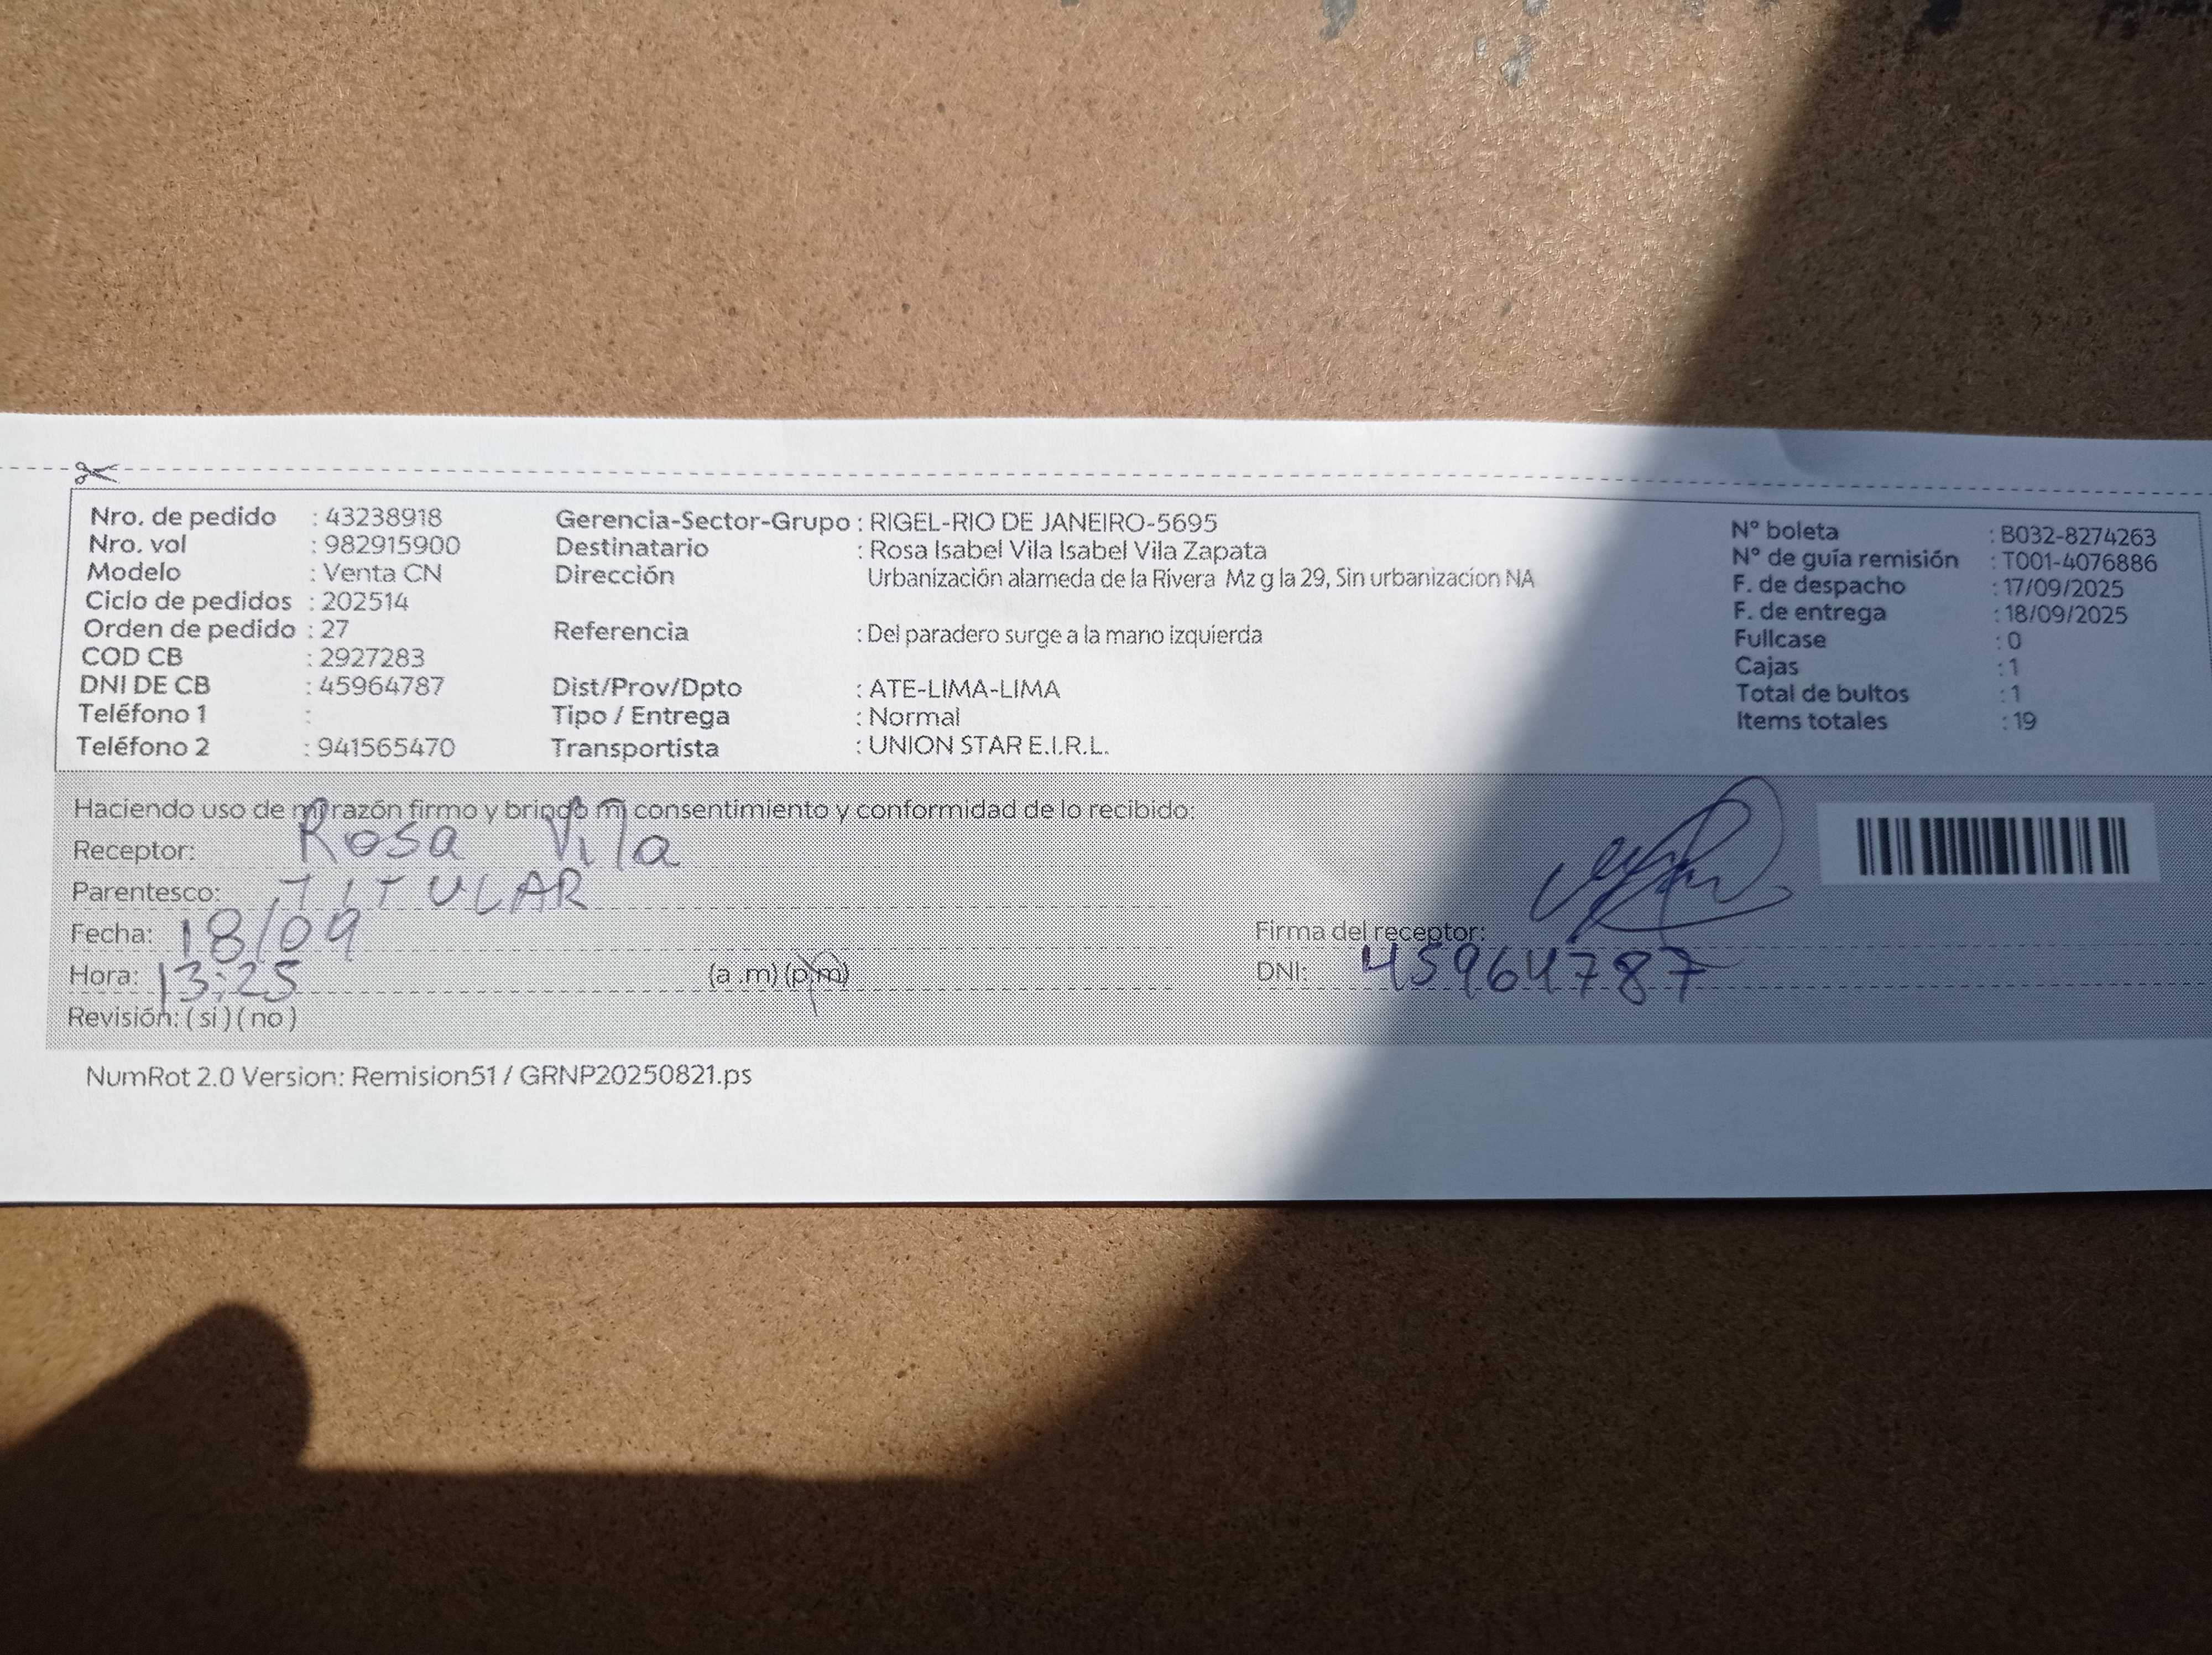 Nro. de pedido : 43238918
Nro. vol : 982915900
Modelo : Venta CN
Ciclo de pedidos : 202514
Orden de pedido : 27
COD CB : 2927283
DNI DE CB : 45964787
Teléfono 1 :
Teléfono 2 : 941565470
Gerencia-Sector-Grupo : RIGEL-RIO DE JANEIRO-5695
Destinatario : Rosa Isabel Vila Isabel Vila Zapata
Dirección Urbanización alameda de la Rivera Mz g la 29, Sin urbanizacion NA
Referencia : Del paradero surge a la mano izquierda
Dist/Prov/Dpto : ATE-LIMA-LIMA
Tipo / Entrega : Normal
Transportista : UNION STAR E.I.R.L.
N° boleta : B032-8274263
N° de guía remisión : T001-4076886
F. de despacho : 17/09/2025
F. de entrega : 18/09/2025
Fullcase : 0
Cajas : 1
Total de bultos : 1
Items totales : 19
Haciendo uso de mi razón firmo y brindo mi consentimiento y conformidad de lo recibido:
Receptor: Rosa Vila
Parentesco: TITULAR
Fecha: 18/09
Hora: 13:25 (a .m) (p.m)
Revisión: ( si ) ( no )
Firma del receptor:
DNI: 45964787
NumRot 2.0 Version: Remision51 / GRNP20250821.ps